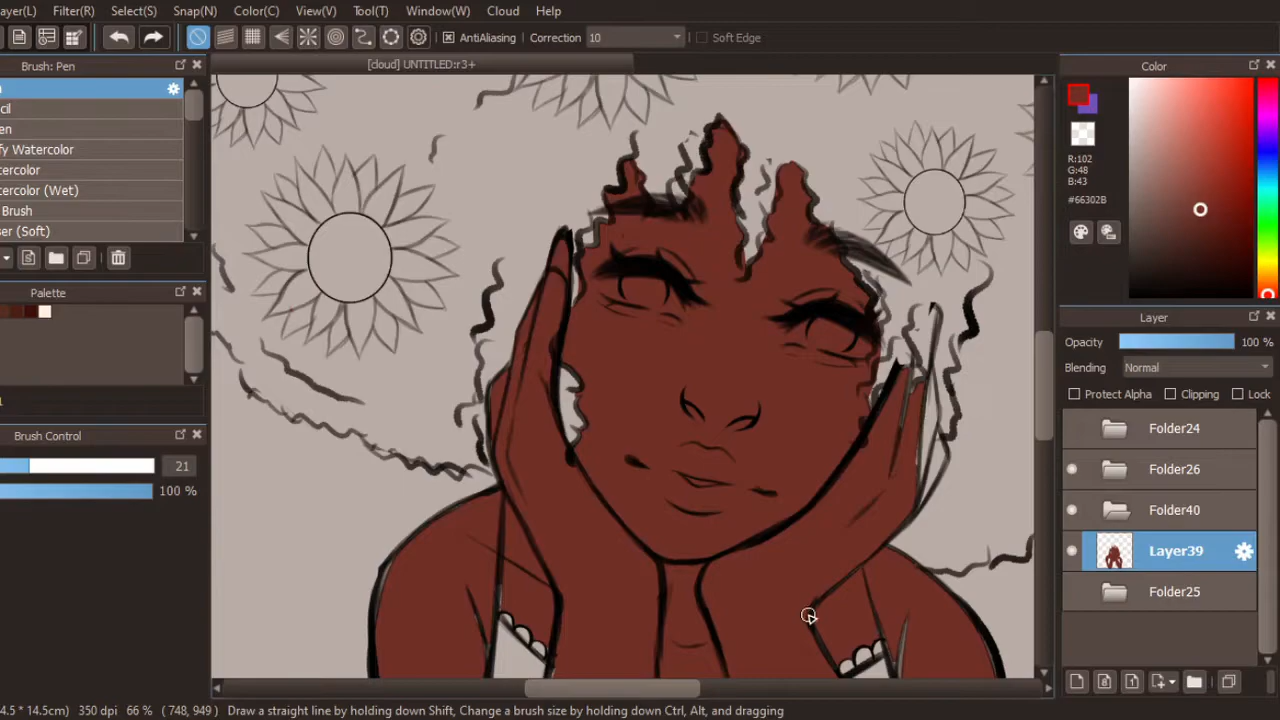 ayer(L) Filter(R) Select(S) Snap(N) Color(C) View(V) Tool(T) Window(W) Cloud Help
AntiAliasing Correction 10 Soft Edge
Brush: Pen
[cloud] UNTITLED:r3+
Color
cil
en
fy Watercolor
tercolor
tercolor (Wet)
Brush
ser (Soft)
R:102
G:48
B:43
#66302B
Palette
Layer
Opacity 100 %
Blending Normal
Protect Alpha Clipping Lock
Folder24
Brush Control
21
Folder26
100 %
Folder40
Layer39
Folder25
4.5 * 14.5cm) 350 dpi 66 % ( 748, 949 ) Draw a straight line by holding down Shift, Change a brush size by holding down Ctrl, Alt, and dragging